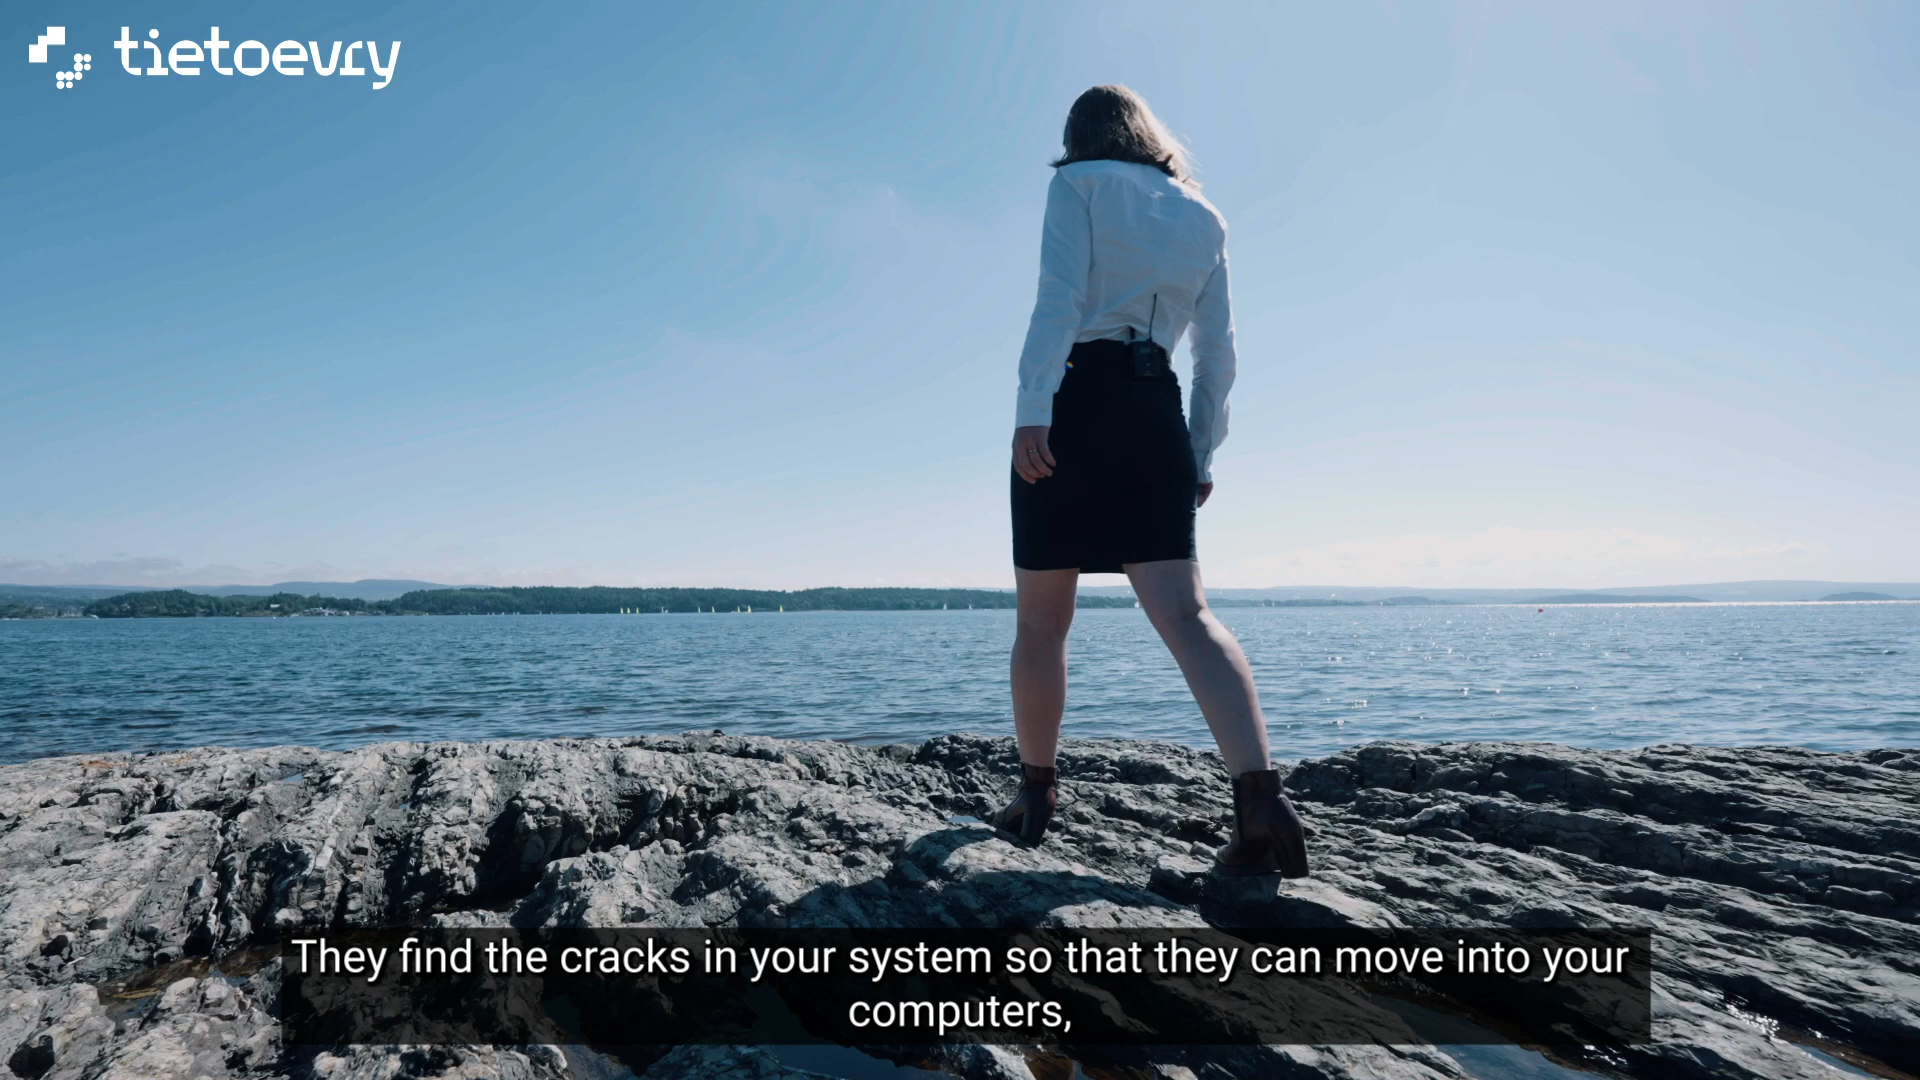 tietoevry
They find the cracks in your system so that they can move into your
computers,